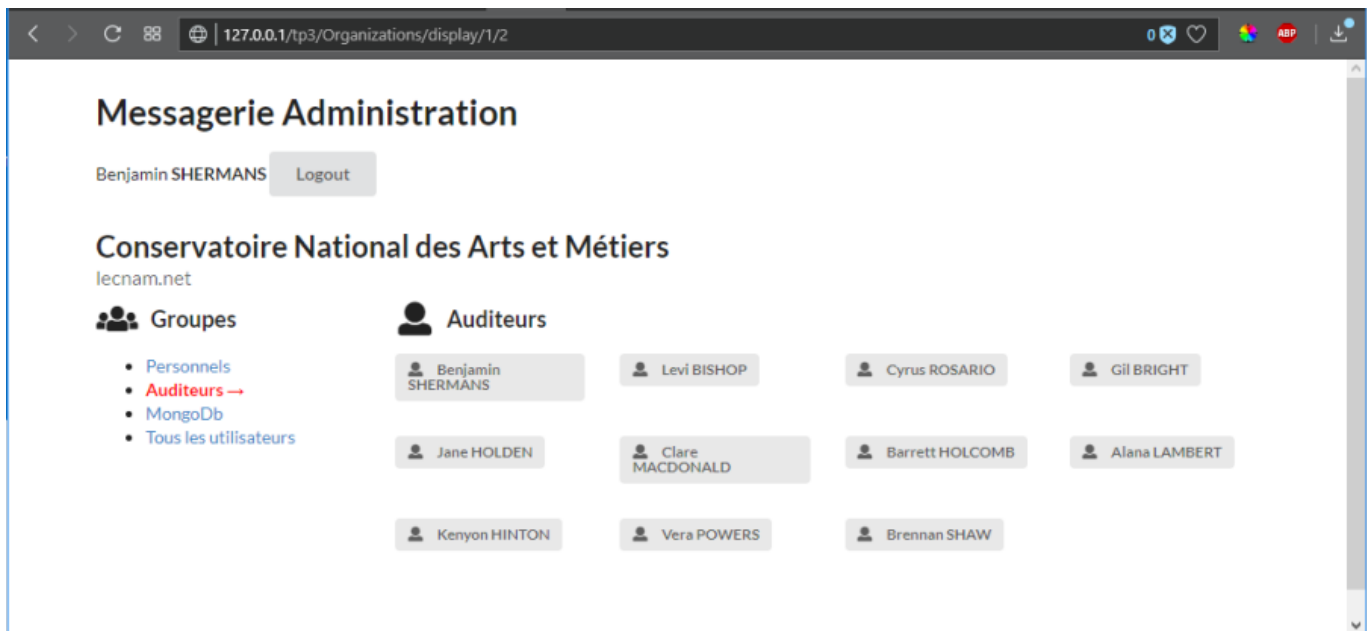 127.0.0.1/tp3/Organizations/display/1/2
0
ABP
Messagerie Administration
Benjamin SHERMANS Logout
Conservatoire National des Arts et Métiers
lecnam.net
Groupes
Personnels
Auditeurs →
MongoDb
Tous les utilisateurs
Auditeurs
Benjamin
SHERMANS
Levi BISHOP
Cyrus ROSARIO
Gil BRIGHT
Jane HOLDEN
Clare
MACDONALD
Barrett HOLCOMB
Alana LAMBERT
Kenyon HINTON
Vera POWERS
Brennan SHAW